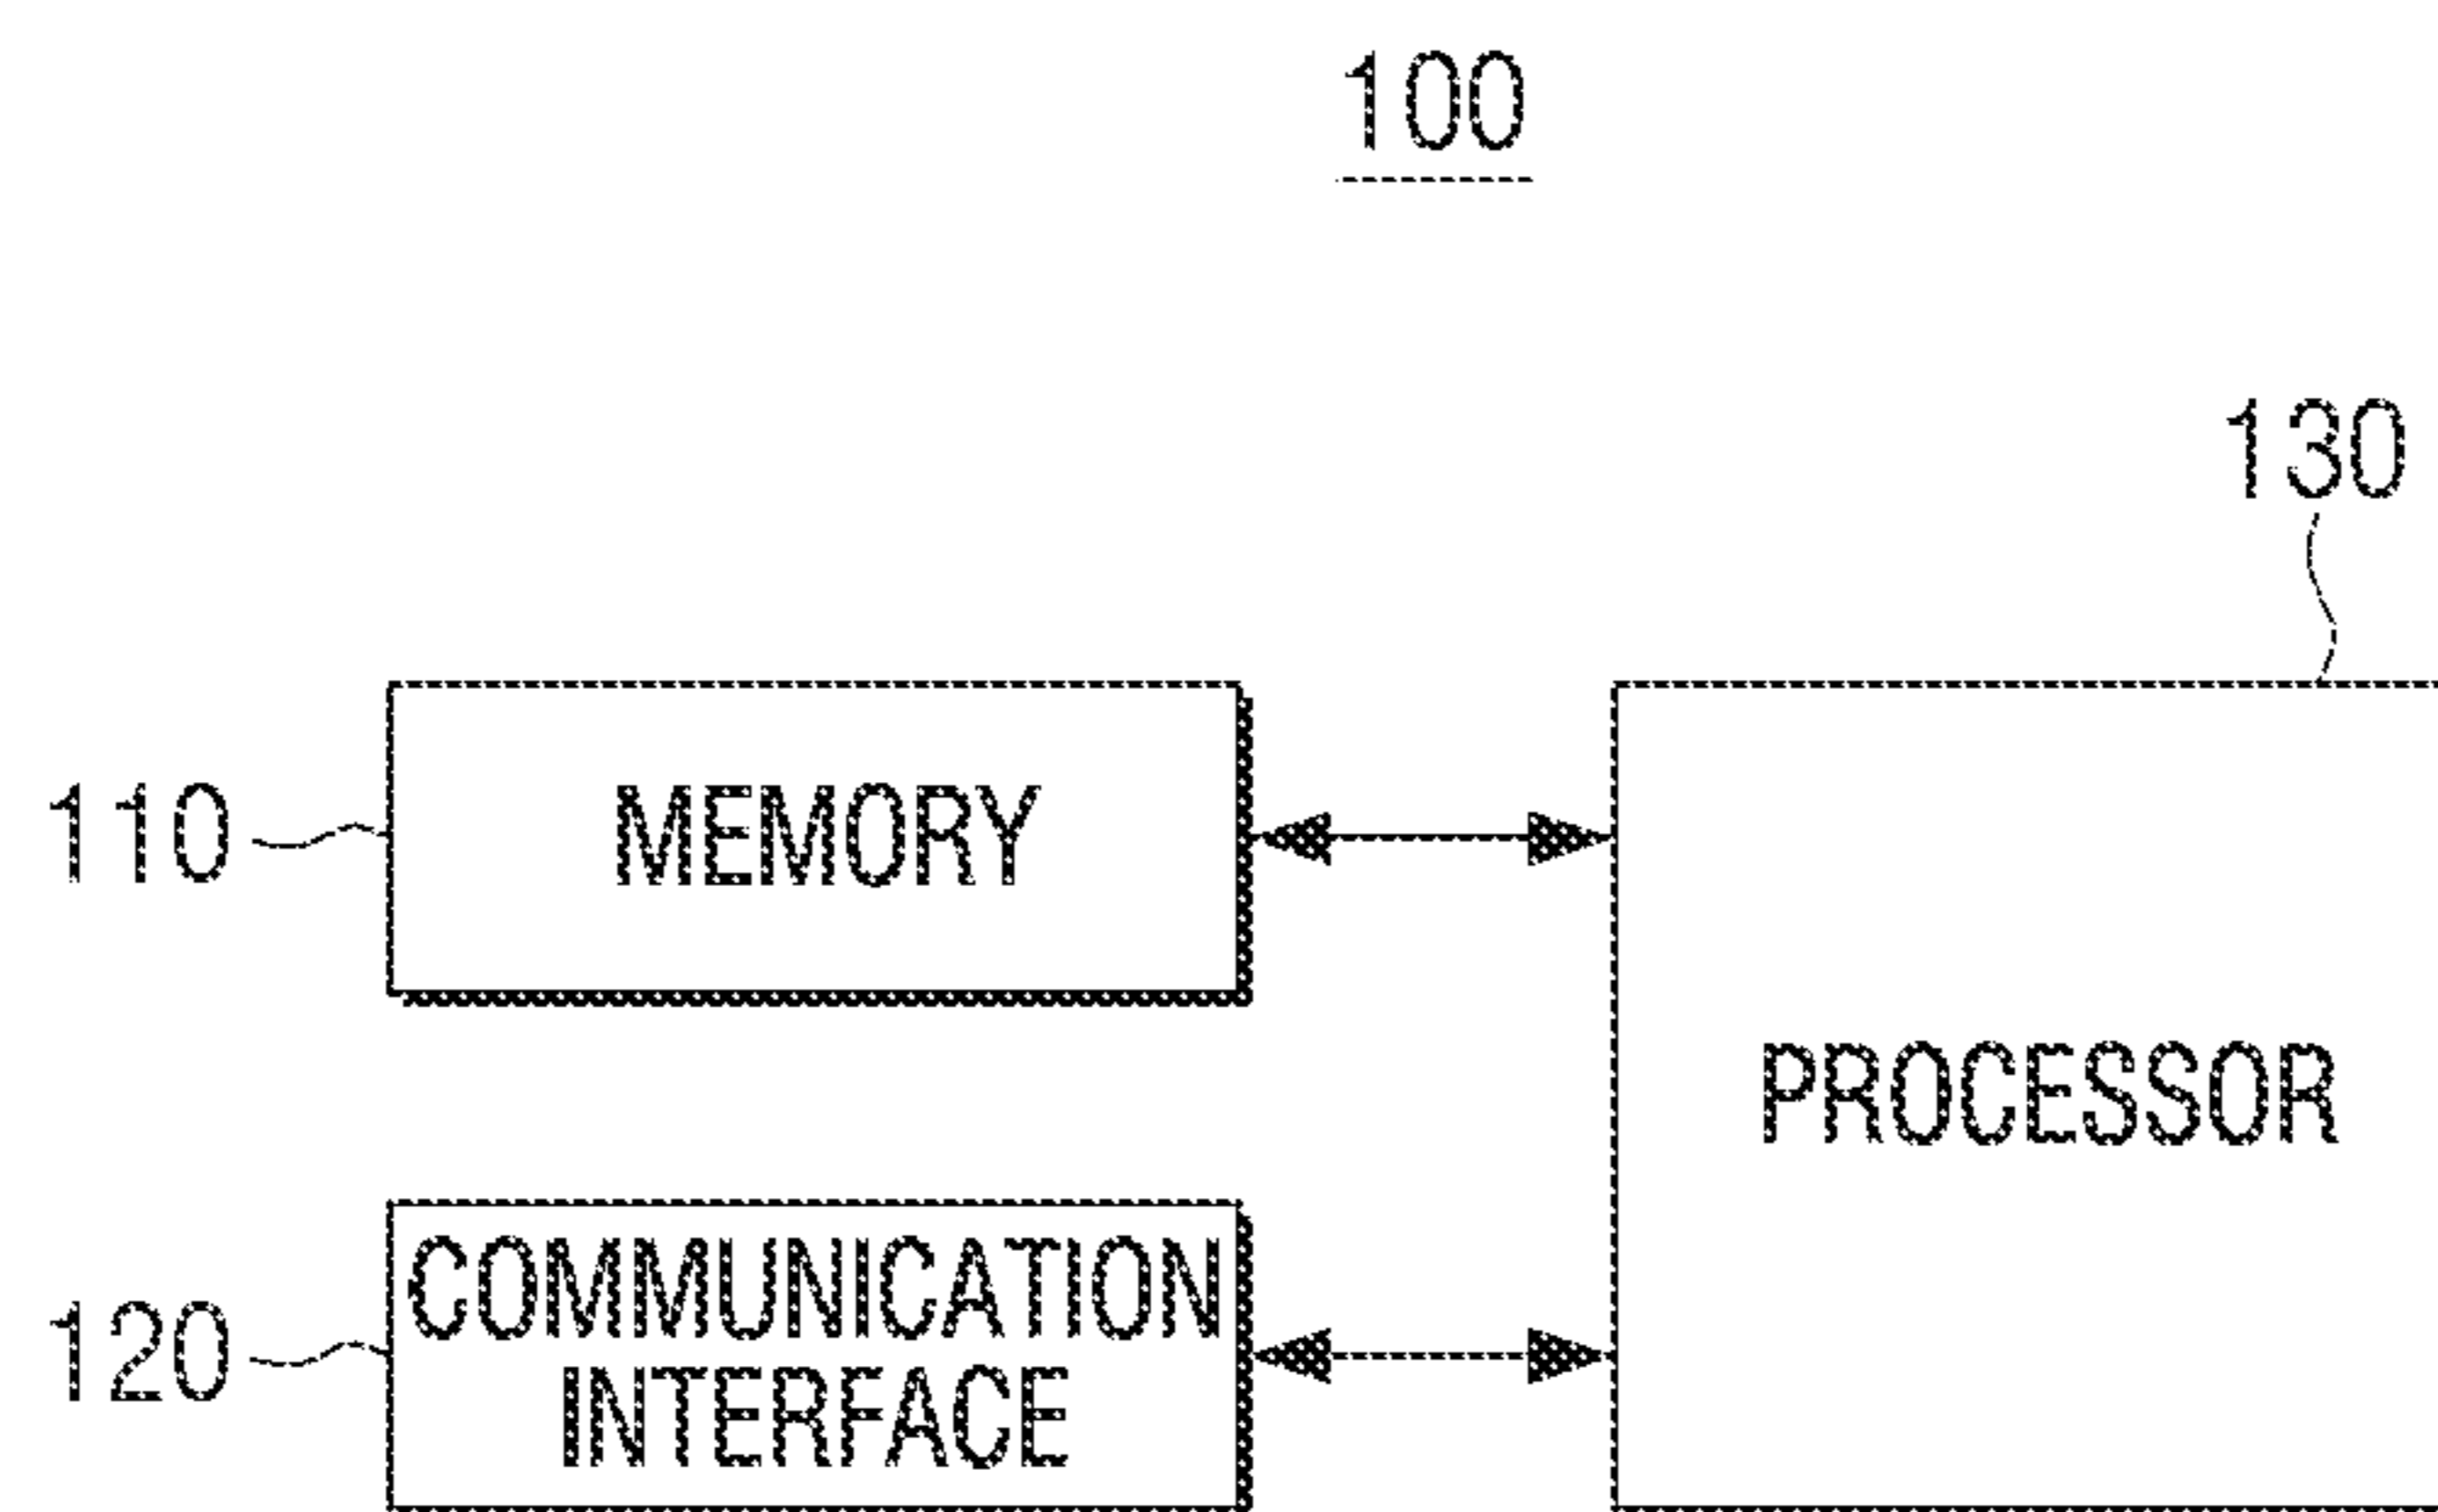 100
130
110
MEMORY
PROCESSOR
120
COMMUNICATION
INTERFACE